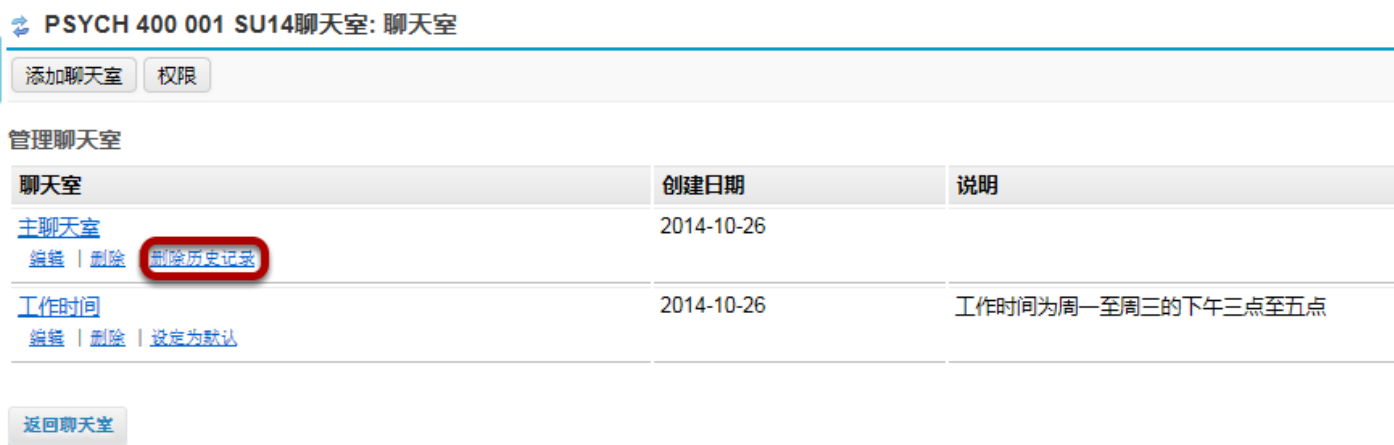 PSYCH 400 001 SU14聊天室: 聊天室
添加聊天室 权限
管理聊天室
聊天室 创建日期 说明
主聊天室 2014-10-26
编辑 | 删除 删除历史记录
工作时间 2014-10-26 工作时间为周一至周三的下午三点至五点
编辑 | 删除 | 设定为默认
返回聊天室